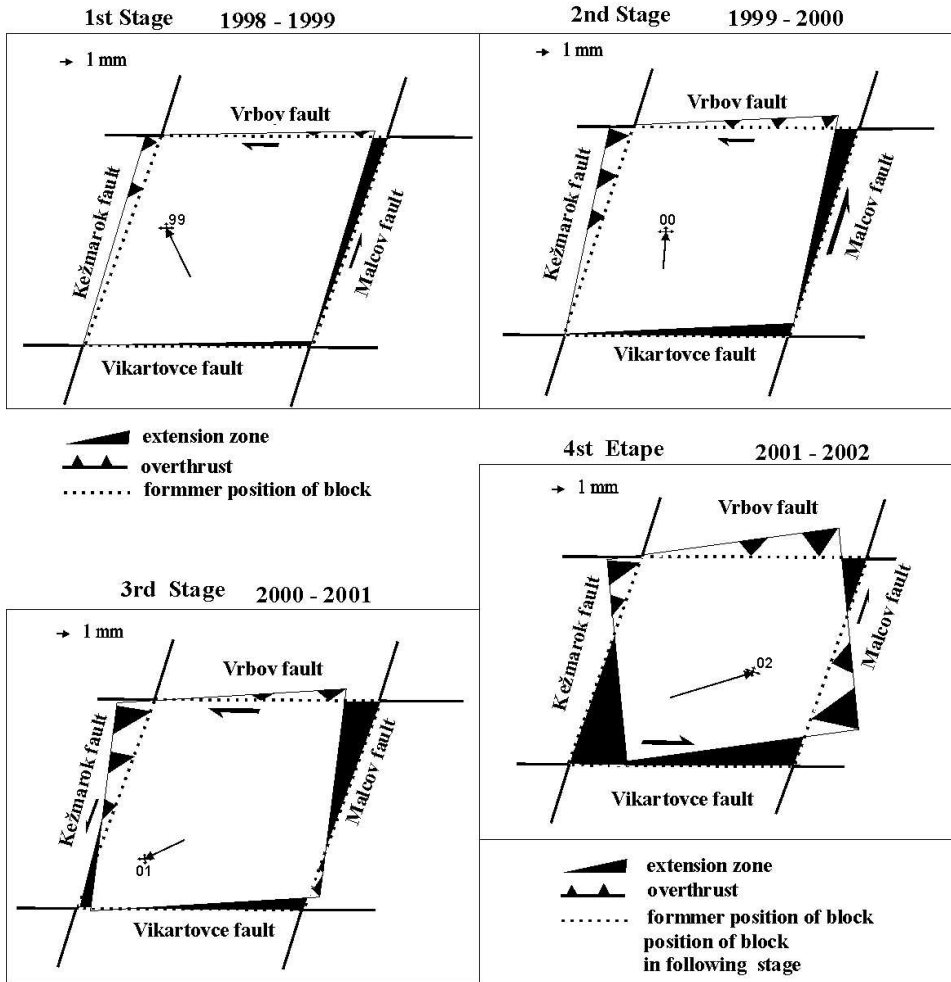 1st Stage 1998 - 1999
1 mm
Vrbov fault
Kežmarok fault
99
Malcov fault
Vikartovce fault
2nd Stage 1999 - 2000
1 mm
Vrbov fault
Kežmarok fault
00
Malcov fault
Vikartovce fault
extension zone
overthrust
formmer position of block
3rd Stage 2000 - 2001
1 mm
Vrbov fault
Kežmarok fault
01
Malcov fault
Vikartovce fault
4st Etape 2001 - 2002
1 mm
Vrbov fault
Kežmarok fault
02
Malcov fault
Vikartovce fault
extension zone
overthrust
formmer position of block
position of block
in following stage